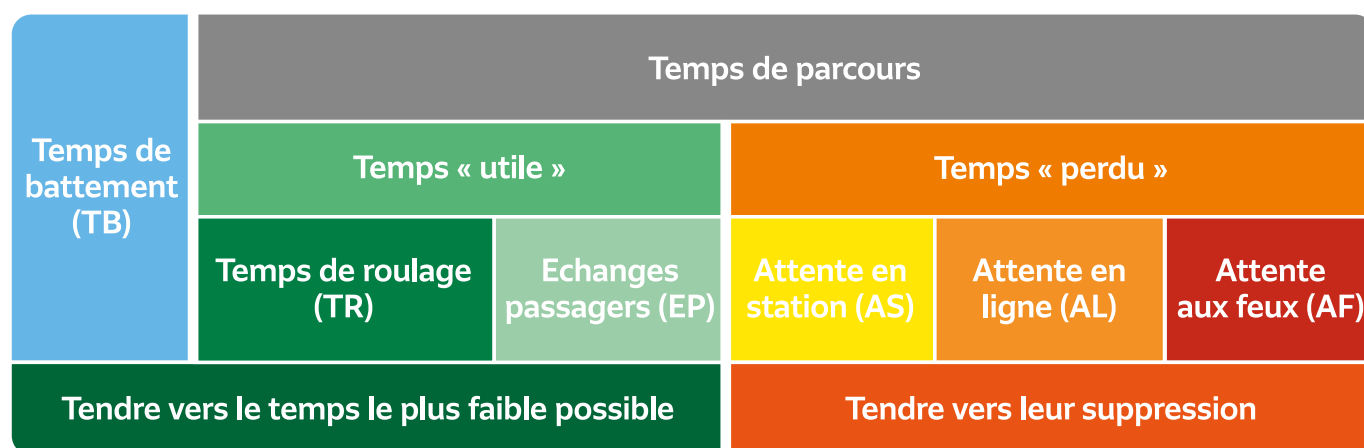 Temps de parcours
Temps de
battement
(TB)
Temps « utile »
Temps « perdu »
Temps de roulage
(TR)
Echanges
passagers (EP)
Attente en
station (AS)
Attente en
ligne (AL)
Attente
aux feux (AF)
Tendre vers le temps le plus faible possible
Tendre vers leur suppression